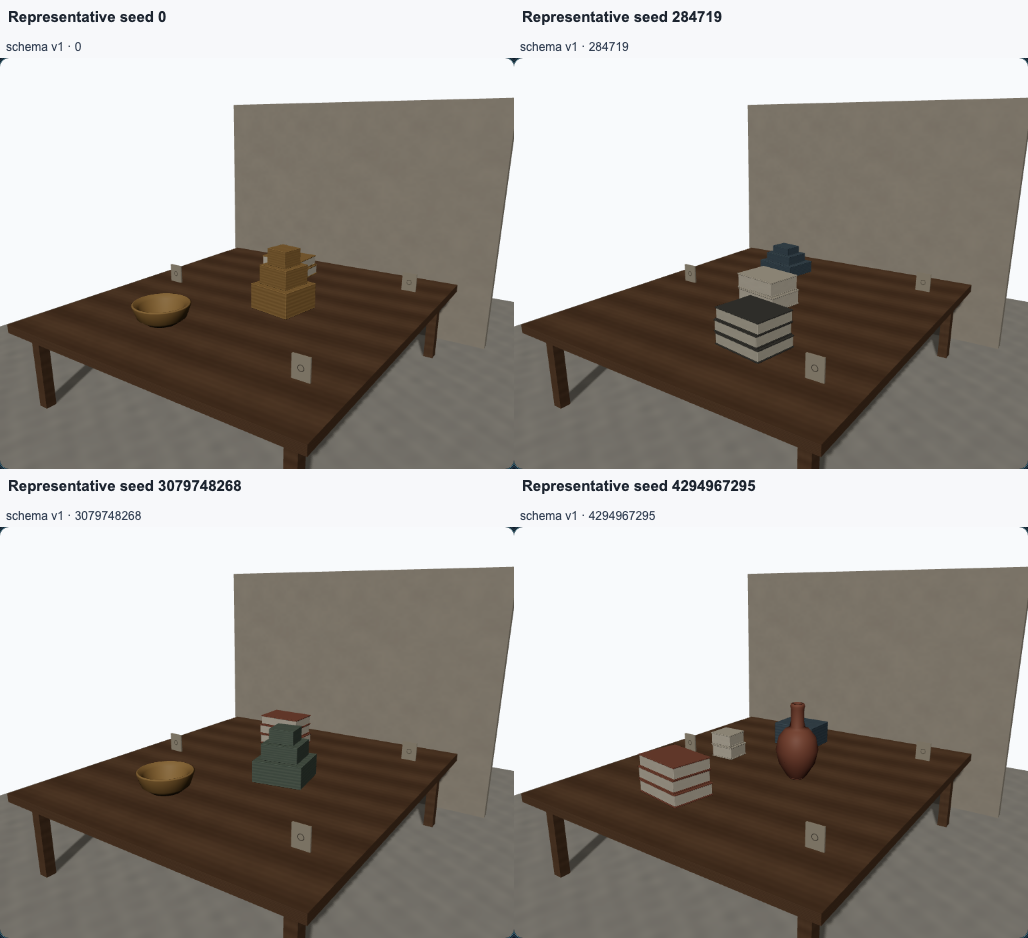 Representative seed 0
schema v1 · 0
Representative seed 284719
schema v1 · 284719
Representative seed 3079748268
schema v1 · 3079748268
Representative seed 4294967295
schema v1 · 4294967295